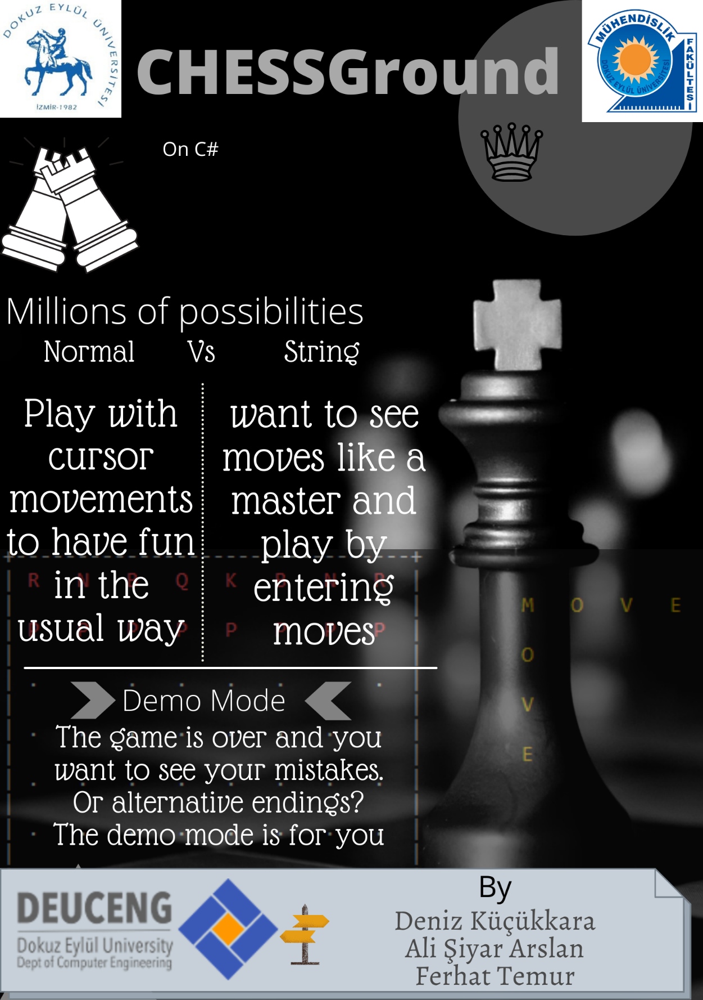 DOKUZ EYLÜL ÜNİVERSİTESİ
İZMİR-1982
CHESSGround
MÜHENDİSLİK
FAKÜLTESİ
DOKUZ EYLÜL ÜNİVERSİTESİ
On C#
Millions of possibilities
Normal Vs String
Play with
cursor
movements
to have fun
in the
usual way
want to see
moves like a
master and
play by
entering
moves
R N B Q K B N R
P P P P P P P P
M O V E
O
V
E
Demo Mode
The game is over and you
want to see your mistakes.
Or alternative endings?
The demo mode is for you
DEUCENG
Dokuz Eylül University
Dept of Computer Engineering
By
Deniz Küçükkara
Ali Şiyar Arslan
Ferhat Temur